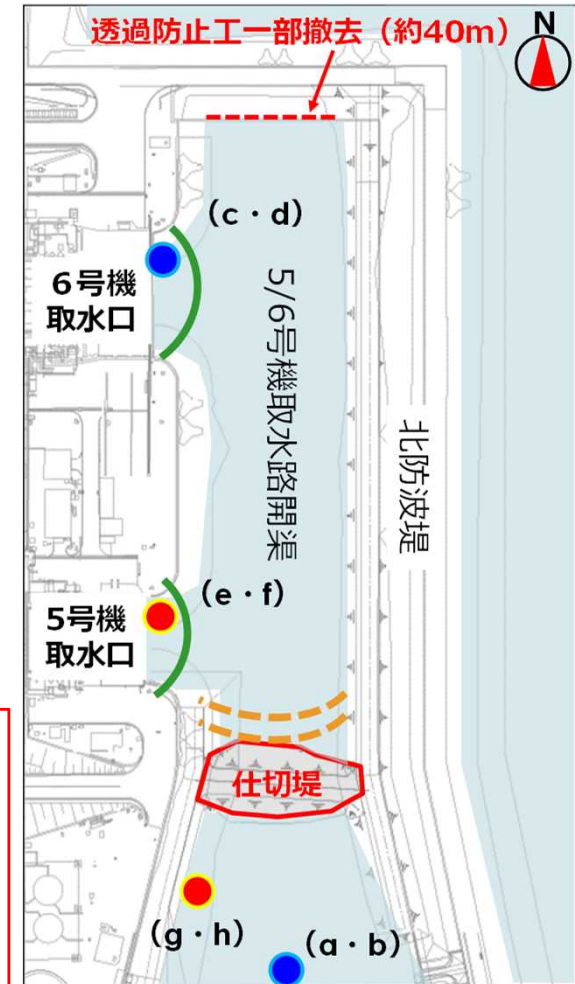 透過防止工一部撤去（約40m）
N
（c・d）
6号機
取水口
5/6号機取水路開渠
北防波堤
（e・f）
5号機
取水口
仕切堤
（g・h）
（a・b）